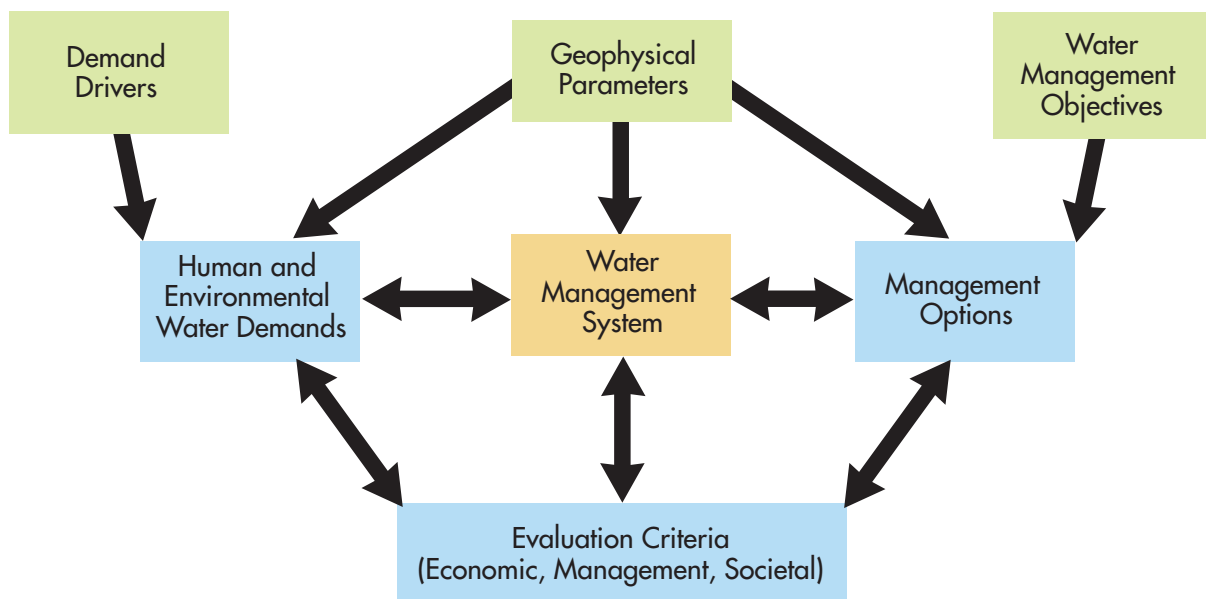 Demand
Drivers
Geophysical
Parameters
Water
Management
Objectives
Human and
Environmental
Water Demands
Water
Management
System
Management
Options
Evaluation Criteria
(Economic, Management, Societal)